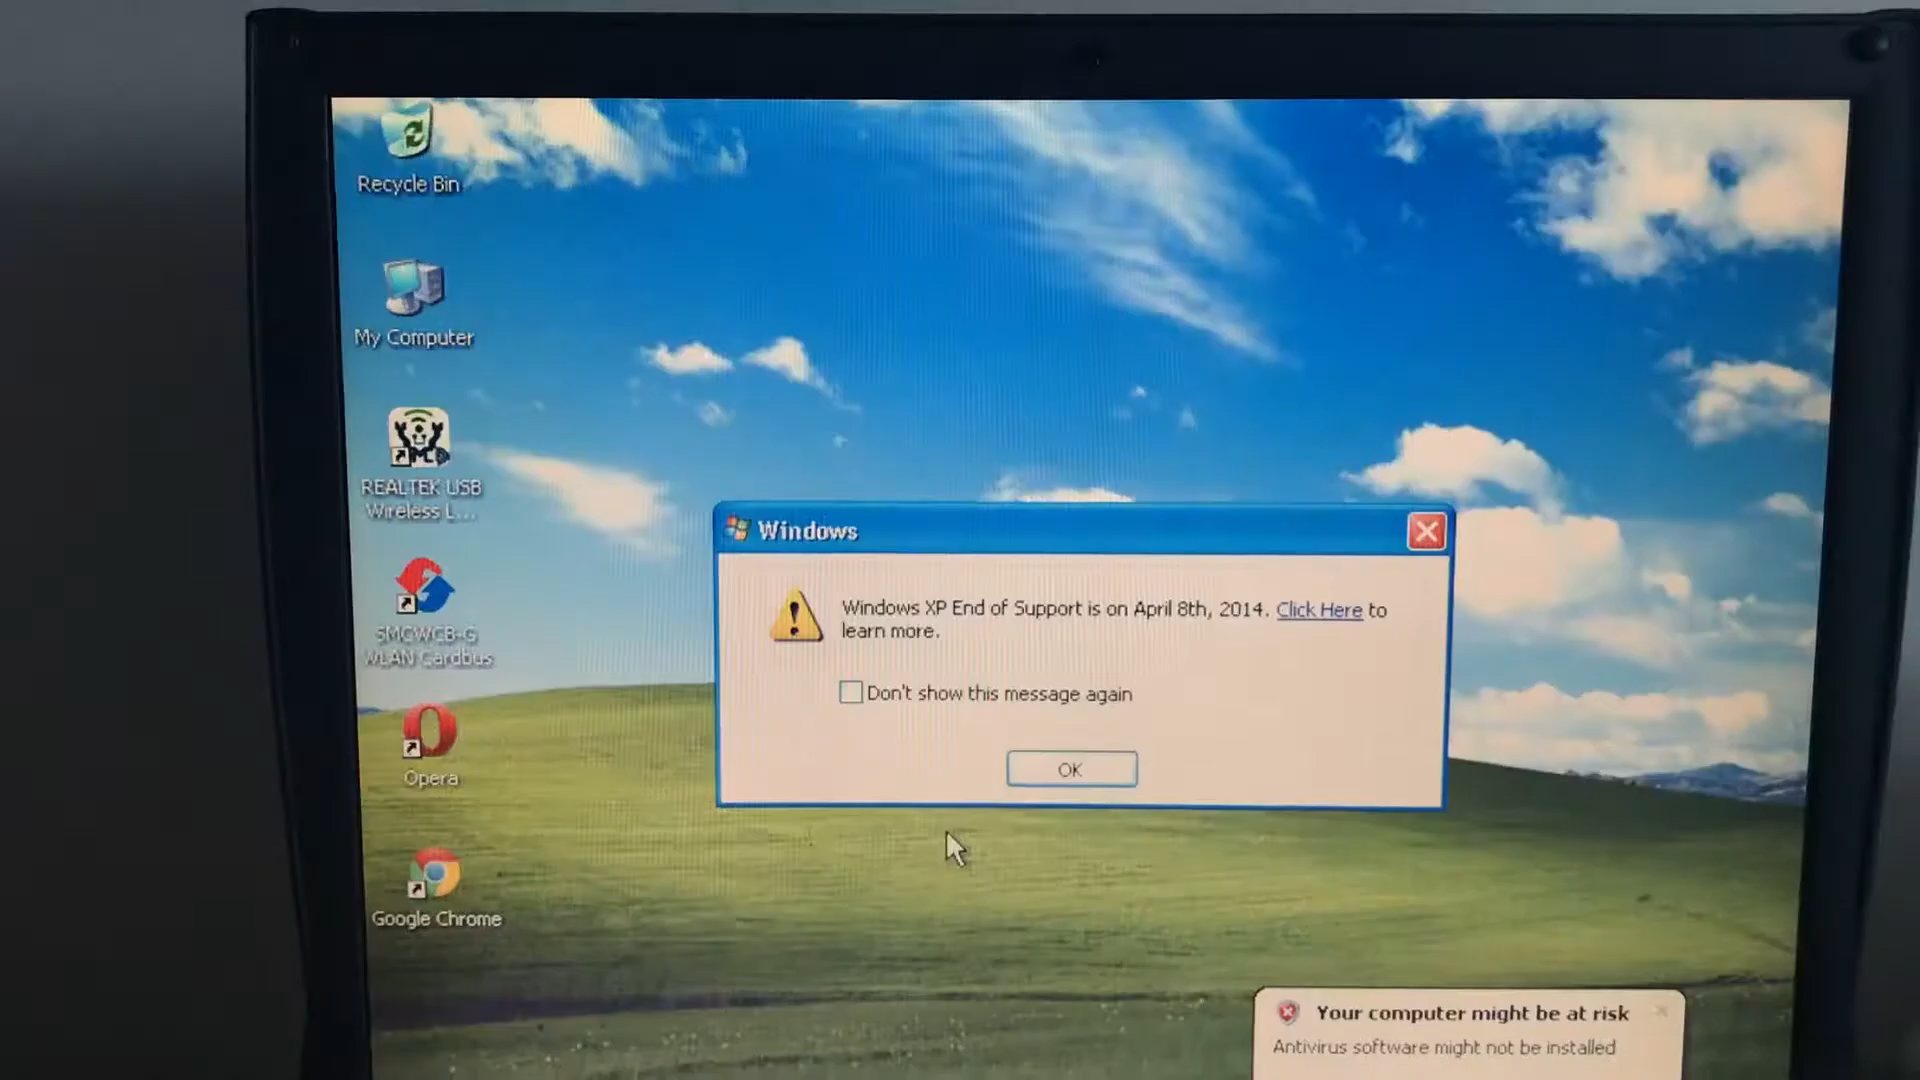 Recycle Bin
My Computer
REALTEK USB
Wireless L...
SMCWCB-G
WLAN Cardbus
Opera
Google Chrome
Windows
Windows XP End of Support is on April 8th, 2014. Click Here to
learn more.
Don't show this message again
OK
Your computer might be at risk
Antivirus software might not be installed